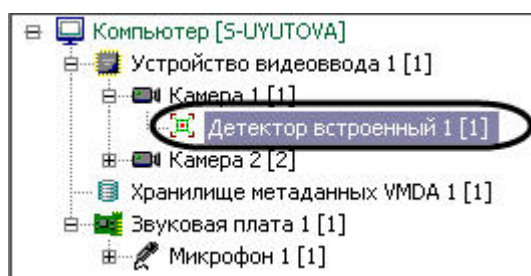 Компьютер [S-UYUTOVA]
Устройство видеоввода 1 [1]
Камера 1 [1]
Детектор встроенный 1 [1]
Камера 2 [2]
Хранилище метаданных VMDA 1 [1]
Звуковая плата 1 [1]
Микрофон 1 [1]